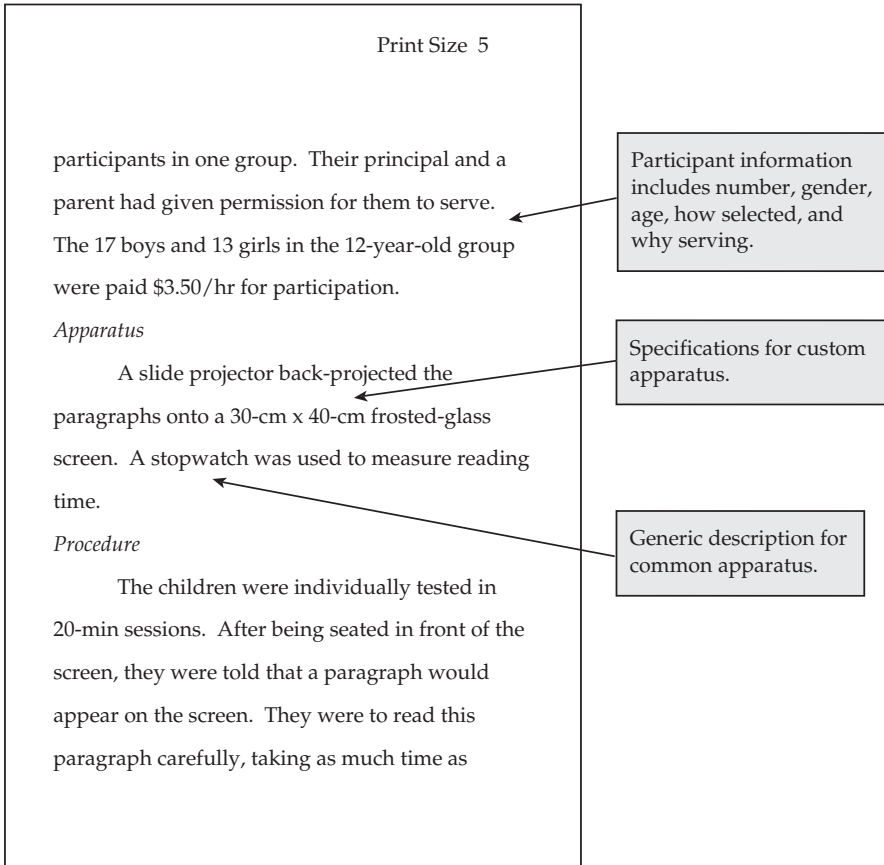 Print Size 5
participants in one group. Their principal and a
parent had given permission for them to serve.
The 17 boys and 13 girls in the 12-year-old group
were paid $3.50/hr for participation.
Apparatus
A slide projector back-projected the
paragraphs onto a 30-cm x 40-cm frosted-glass
screen. A stopwatch was used to measure reading
time.
Procedure
The children were individually tested in
20-min sessions. After being seated in front of the
screen, they were told that a paragraph would
appear on the screen. They were to read this
paragraph carefully, taking as much time as
Participant information
includes number, gender,
age, how selected, and
why serving.
Specifications for custom
apparatus.
Generic description for
common apparatus.